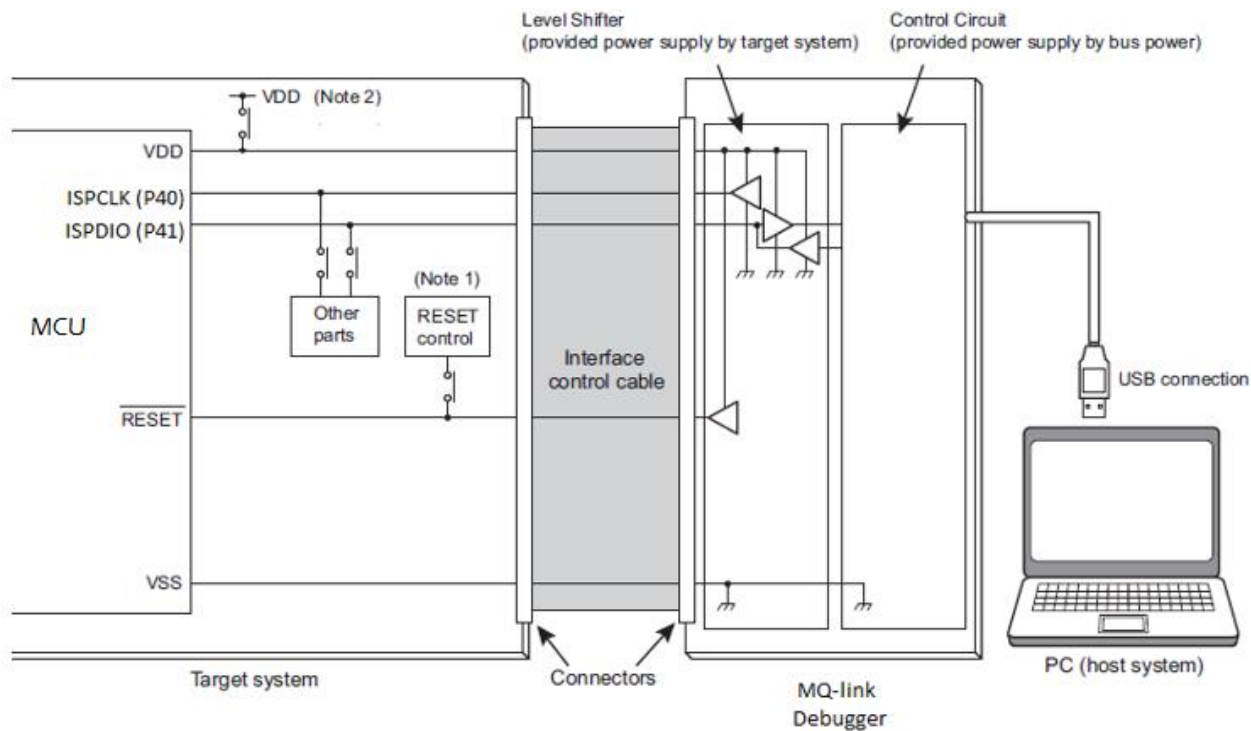 Level Shifter
(provided power supply by target system)
Control Circuit
(provided power supply by bus power)
VDD (Note 2)
VDD
ISPCLK (P40)
ISPDIO (P41)
(Note 1)
Other
parts
RESET
control
MCU
Interface
control cable
USB connection
RESET
VSS
Target system
Connectors
MQ-link
Debugger
PC (host system)